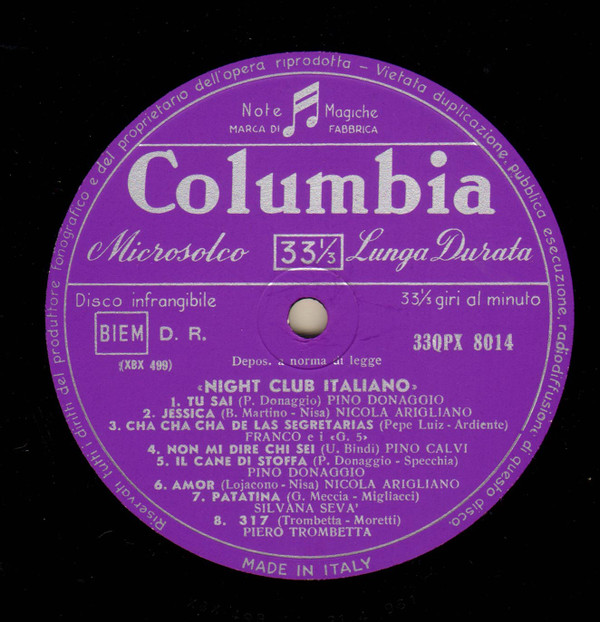 Riservati tutti i diritti del produttore fonografico e del proprietario dell'opera riprodotta - Vietata duplicazione, pubblica esecuzione, radiodiffusione di questo disco.
Note Magiche
MARCA DI FABBRICA
Columbia
Microsolco 33⅓ Lunga Durata
Disco infrangibile 33⅓ giri al minuto
BIEM D. R. 33QPX 8014
(XBX 499) Depos. a norma di legge
«NIGHT CLUB ITALIANO»
1. TU SAI (P. Donaggio) PINO DONAGGIO
2. JESSICA (B. Martino - Nisa) NICOLA ARIGLIANO
3. CHA CHA CHA DE LAS SEGRETARIAS (Pepe Luiz - Ardiente)
FRANCO e i «G. 5»
4. NON MI DIRE CHI SEI (U. Bindi) PINO CALVI
5. IL CANE DI STOFFA (P. Donaggio - Specchia)
PINO DONAGGIO
6. AMOR (Lojacono - Nisa) NICOLA ARIGLIANO
7. PATATINA (G. Meccia - Migliacci)
SILVANA SEVA'
8. 317 (Trombetta - Moretti)
PIERO TROMBETTA
MADE IN ITALY